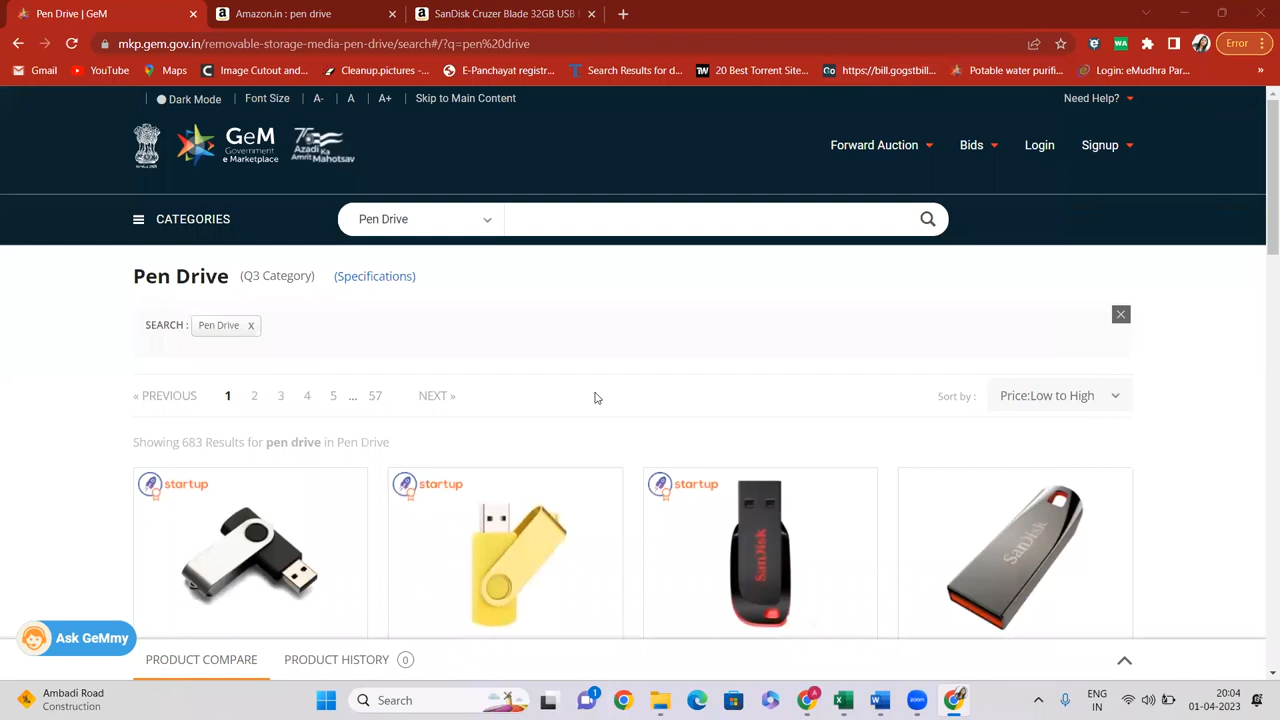 Pen Drive | GeM
Amazon.in : pen drive
SanDisk Cruzer Blade 32GB USB
mkp.gem.gov.in/removable-storage-media-pen-drive/search#/?q=pen%20drive
Error
Gmail
YouTube
Maps
Image Cutout and...
Cleanup.pictures -...
E-Panchayat registr...
Search Results for d...
20 Best Torrent Site...
https://bill.gogstbill...
Potable water purifi...
Login: eMudhra Par...
Dark Mode
Font Size
A-
A
A+
Skip to Main Content
Need Help?
GeM
Government
e Marketplace
Azadi Ka
Amrit Mahotsav
Forward Auction
Bids
Login
Signup
CATEGORIES
Pen Drive
Pen Drive (Q3 Category) (Specifications)
SEARCH : Pen Drive x
« PREVIOUS 1 2 3 4 5 ... 57 NEXT »
Sort by : Price:Low to High
Showing 683 Results for pen drive in Pen Drive
startup
startup
startup
SanDisk
SanDisk
Ask GeMmy
PRODUCT COMPARE
PRODUCT HISTORY 0
Ambadi Road
Construction
Search
1
ENG
IN
20:04
01-04-2023